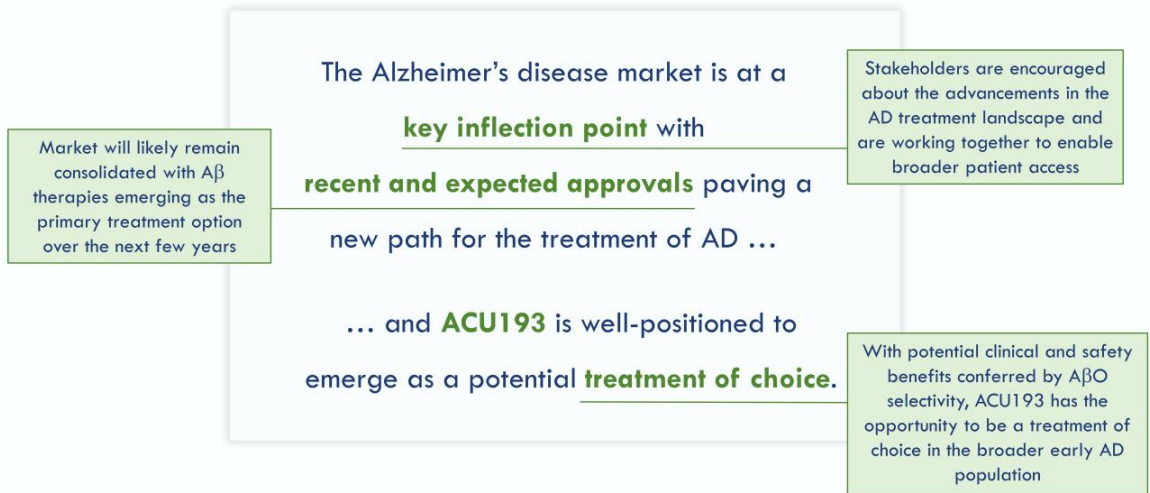 The Alzheimer’s disease market is at a
key inflection point with
recent and expected approvals paving a
new path for the treatment of AD ...
... and ACU193 is well-positioned to
emerge as a potential treatment of choice.
Stakeholders are encouraged
about the advancements in the
AD treatment landscape and
are working together to enable
broader patient access
Market will likely remain
consolidated with Aβ
therapies emerging as the
primary treatment option
over the next few years
With potential clinical and safety
benefits conferred by AβO
selectivity, ACU193 has the
opportunity to be a treatment of
choice in the broader early AD
population